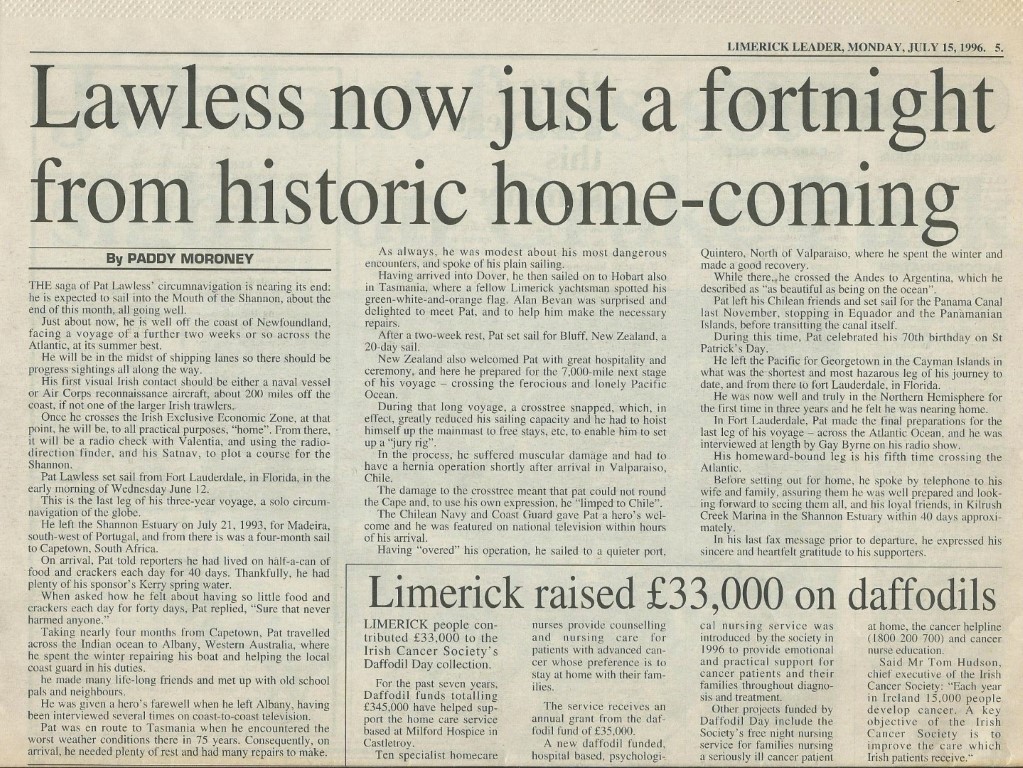 LIMERICK LEADER, MONDAY, JULY 15, 1996. 5.
Lawless now just a fortnight
from historic home-coming
By PADDY MORONEY
THE saga of Pat Lawless' circumnavigation is nearing its end:
he is expected to sail into the Mouth of the Shannon, about the
end of this month, all going well.
Just about now, he is well off the coast of Newfoundland,
facing a voyage of a further two weeks or so across the
Atlantic, at its summer best.
He will be in the midst of shipping lanes so there should be
progress sightings all along the way.
His first visual Irish contact should be either a naval vessel
or Air Corps reconnaissance aircraft, about 200 miles off the
coast, if not one of the larger Irish trawlers.
Once he crosses the Irish Exclusive Economic Zone, at that
point, he will be, to all practical purposes, "home". From there,
it will be a radio check with Valentia, and using the radio-
direction finder, and his Satnav, to plot a course for the
Shannon.
Pat Lawless set sail from Fort Lauderdale, in Florida, in the
early morning of Wednesday June 12.
This is the last leg of his three-year voyage, a solo circum-
navigation of the globe.
He left the Shannon Estuary on July 21, 1993, for Madeira,
south-west of Portugal, and from there is was a four-month sail
to Capetown, South Africa.
On arrival, Pat told reporters he had lived on half-a-can of
food and crackers each day for 40 days. Thankfully, he had
plenty of his sponsor's Kerry spring water.
When asked how he felt about having so little food and
crackers each day for forty days, Pat replied, "Sure that never
harmed anyone."
Taking nearly four months from Capetown, Pat travelled
across the Indian ocean to Albany, Western Australia, where
he spent the winter repairing his boat and helping the local
coast guard in his duties.
he made many life-long friends and met up with old school
pals and neighbours.
He was given a hero's farewell when he left Albany, having
been interviewed several times on coast-to-coast television.
Pat was en route to Tasmania when he encountered the
worst weather conditions there in 75 years. Consequently, on
arrival, he needed plenty of rest and had many repairs to make.
As always, he was modest about his most dangerous
encounters, and spoke of his plain sailing.
Having arrived into Dover, he then sailed on to Hobart also
in Tasmania, where a fellow Limerick yachtsman spotted his
green-white-and-orange flag. Alan Bevan was surprised and
delighted to meet Pat, and to help him make the necessary
repairs.
After a two-week rest, Pat set sail for Bluff, New Zealand, a
20-day sail.
New Zealand also welcomed Pat with great hospitality and
ceremony, and here he prepared for the 7,000-mile next stage
of his voyage – crossing the ferocious and lonely Pacific
Ocean.
During that long voyage, a crosstree snapped, which, in
effect, greatly reduced his sailing capacity and he had to hoist
himself up the mainmast to free stays, etc. to enable him to set
up a "jury rig".
In the process, he suffered muscular damage and had to
have a hernia operation shortly after arrival in Valparaiso,
Chile.
The damage to the crosstree meant that pat could not round
the Cape and, to use his own expression, he "limped to Chile".
The Chilean Navy and Coast Guard gave Pat a hero's wel-
come and he was featured on national television within hours
of his arrival.
Having "overed" his operation, he sailed to a quieter port,
Quintero, North of Valparaiso, where he spent the winter and
made a good recovery.
While there, he crossed the Andes to Argentina, which he
described as "as beautiful as being on the ocean".
Pat left his Chilean friends and set sail for the Panama Canal
last November, stopping in Equador and the Panamanian
Islands, before transiting the canal itself.
During this time, Pat celebrated his 70th birthday on St
Patrick's Day.
He left the Pacific for Georgetown in the Cayman Islands in
what was the shortest and most hazarous leg of his journey to
date, and from there to fort Lauderdale, in Florida.
He was now well and truly in the Northern Hemisphere for
the first time in three years and he felt he was nearing home.
In Fort Lauderdale, Pat made the final preparations for the
last leg of his voyage – across the Atlantic Ocean, and he was
interviewed at length by Gay Byrne on his radio show.
His homeward-bound leg is his fifth time crossing the
Atlantic.
Before setting out for home, he spoke by telephone to his
wife and family, assuring them he was well prepared and look-
ing forward to seeing them all, and his loyal friends, in Kilrush
Creek Marina in the Shannon Estuary within 40 days approxi-
mately.
In his last fax message prior to departure, he expressed his
sincere and heartfelt gratitude to his supporters.
Limerick raised £33,000 on daffodils
LIMERICK people con-
tributed £33,000 to the
Irish Cancer Society's
Daffodil Day collection.
For the past seven years,
Daffodil funds totalling
£345,000 have helped sup-
port the home care service
based at Milford Hospice in
Castletroy.
Ten specialist homecare
nurses provide counselling
and nursing care for
patients with advanced can-
cer whose preference is to
stay at home with their fam-
ilies.
The service receives an
annual grant from the daf-
fodil fund of £35,000.
A new daffodil funded,
hospital based, psychologi-
cal nursing service was
introduced by the society in
1996 to provide emotional
and practical support for
cancer patients and their
families throughout diagno-
sis and treatment.
Other projects funded by
Daffodil Day include the
Society's free night nursing
service for families nursing
a seriously ill cancer patient
at home, the cancer helpline
(1800 200 700) and cancer
nurse education.
Said Mr Tom Hudson,
chief executive of the Irish
Cancer Society: "Each year
in Ireland 15,000 people
develop cancer. A key
objective of the Irish
Cancer Society is to
improve the care which
Irish patients receive."